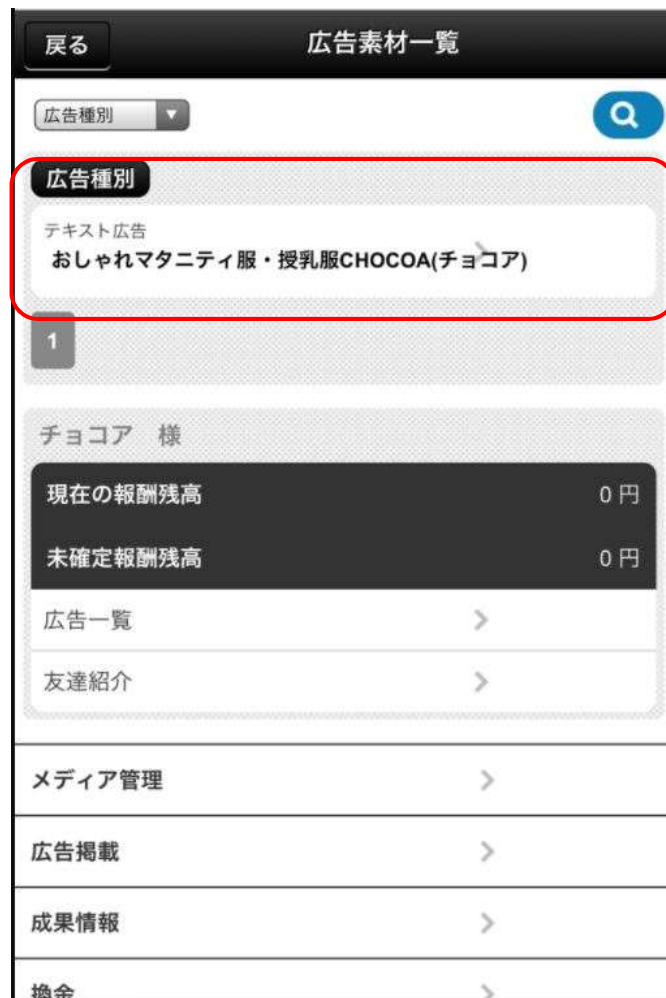 戻る
広告素材一覧
広告種別
広告種別
テキスト広告
おしゃれマタニティ服・授乳服CHOCOA(チョコア)
1
チョコア 様
現在の報酬残高 0 円
未確定報酬残高 0 円
広告一覧
友達紹介
メディア管理
広告掲載
成果情報
換金